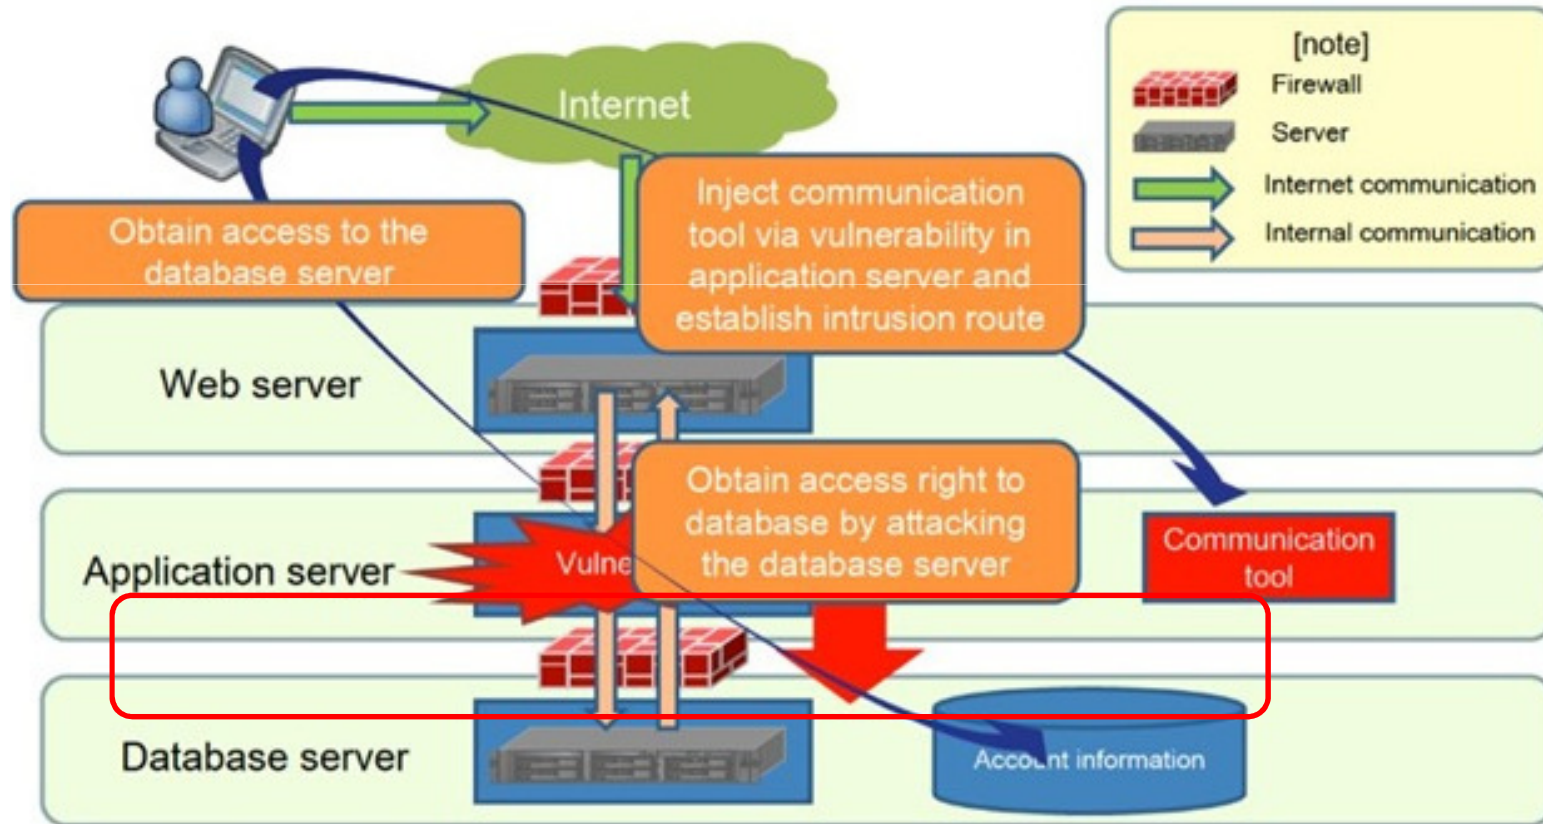 Internet
[note]
Firewall
Server
Internet communication
Internal communication
Obtain access to the
database server
Inject communication
tool via vulnerability in
application server and
establish intrusion route
Web server
Obtain access right to
database by attacking
the database server
Application server
Vulne
Communication
tool
Database server
Account information